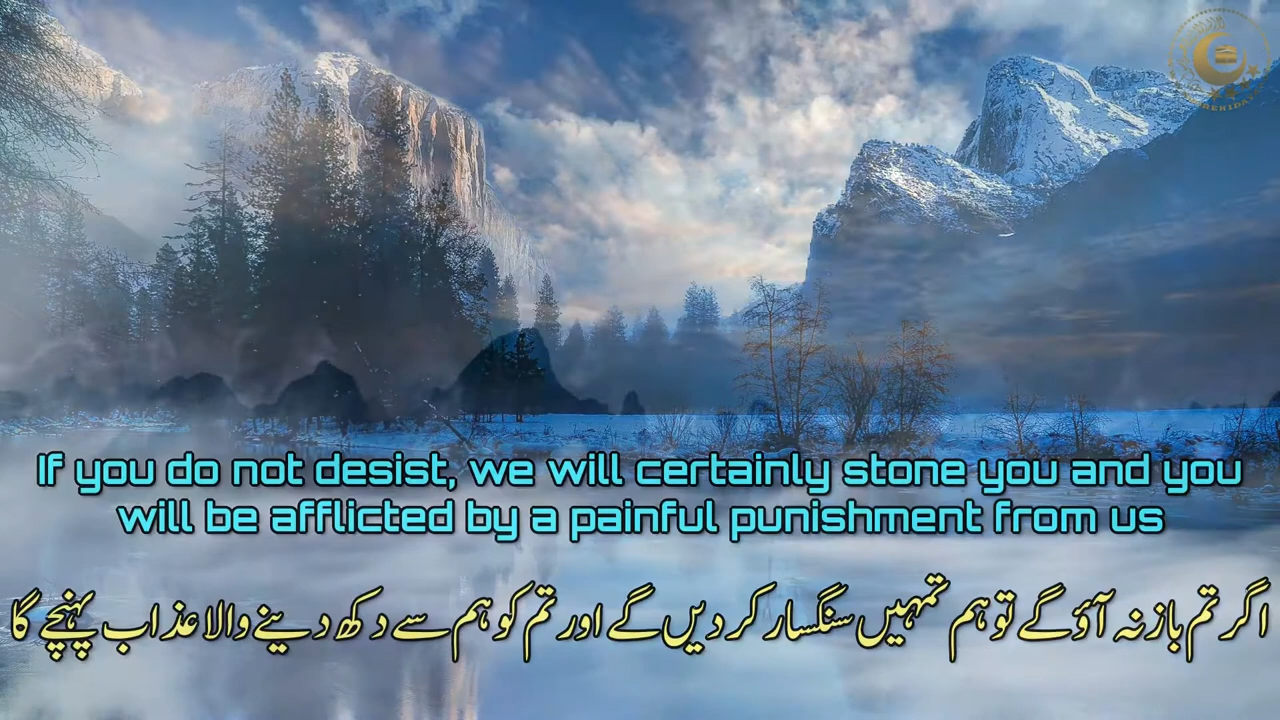 If you do not desist, we will certainly stone you and you
will be afflicted by a painful punishment from us
اگر تم باز نہ آؤ گے تو ہم تمہیں سنگسار کر دیں گے اور تم کو ہم سے دکھ دینے والا عذاب پہنچے گا